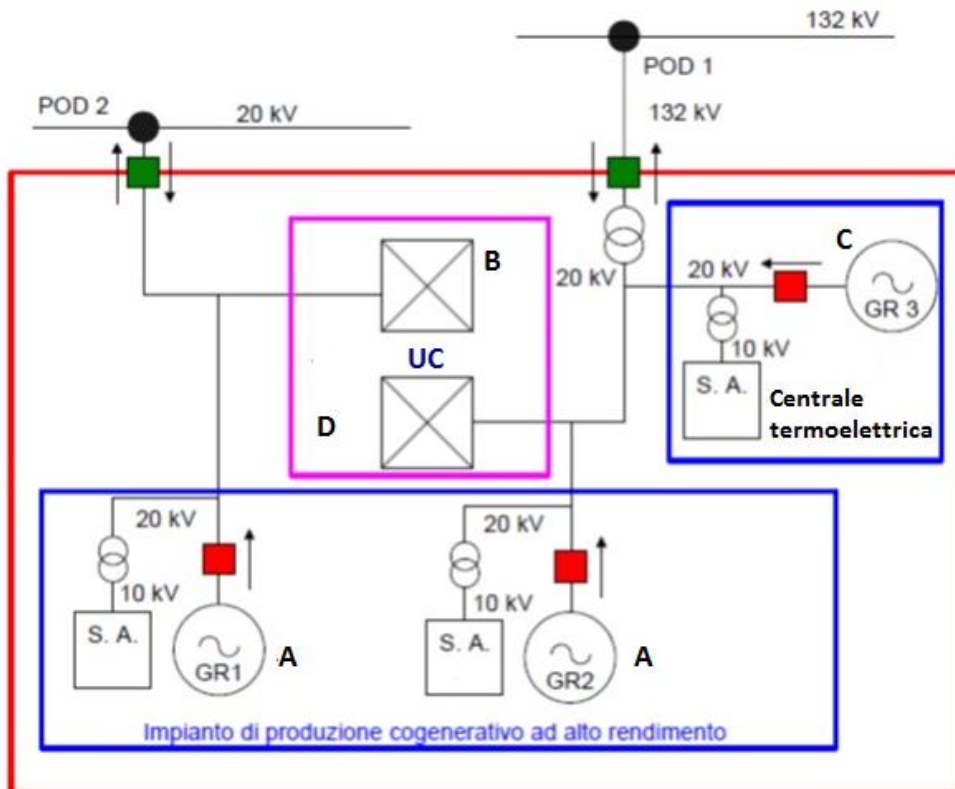 132 kV
POD 1
132 kV
POD 2
20 kV
B
UC
D
20 kV
20 kV
C
GR 3
10 kV
S. A.
Centrale
termoelettrica
20 kV
10 kV
S. A.
GR1
A
20 kV
10 kV
S. A.
GR2
A
Impianto di produzione cogenerativo ad alto rendimento